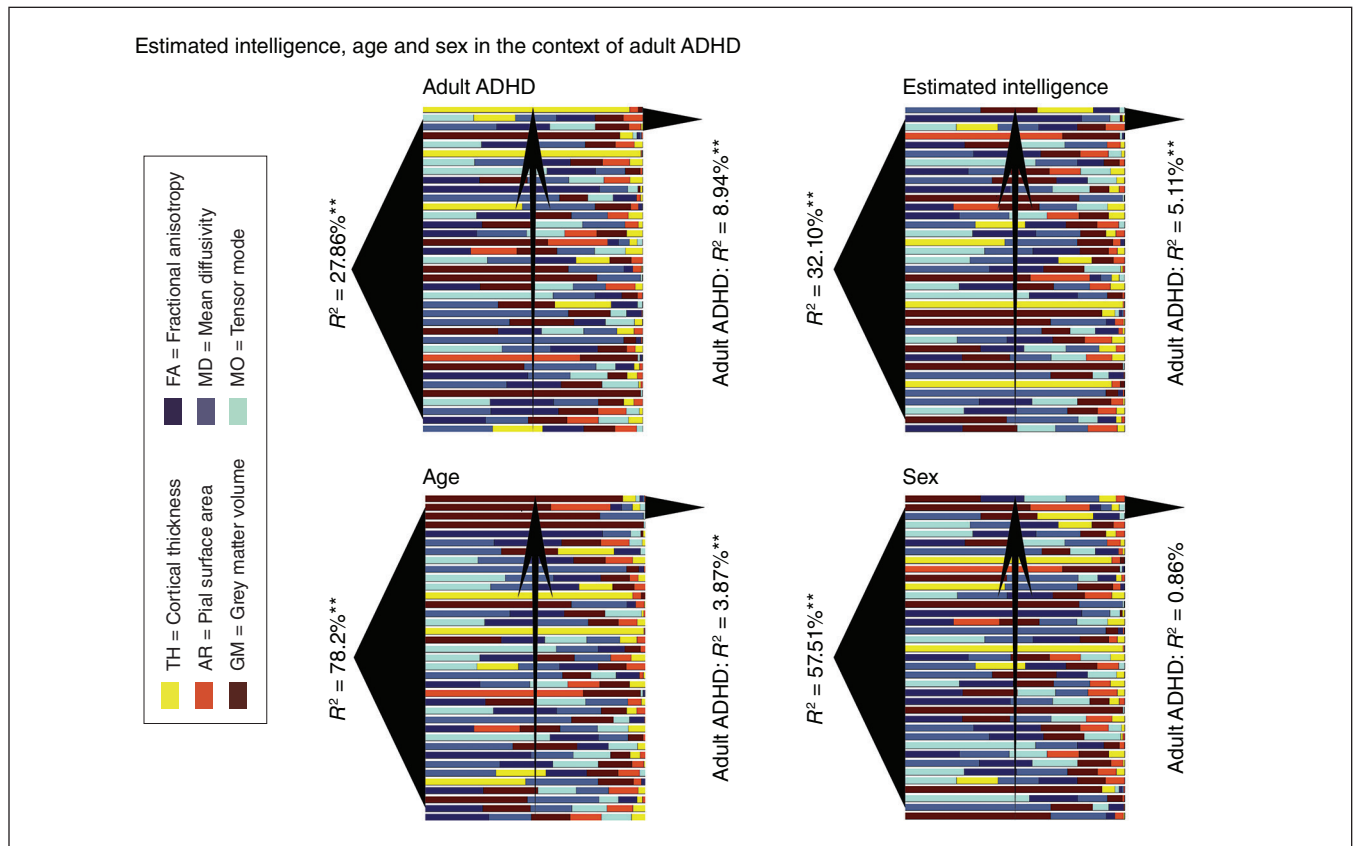 Estimated intelligence, age and sex in the context of adult ADHD
TH = Cortical thickness
AR = Pial surface area
GM = Grey matter volume
FA = Fractional anisotropy
MD = Mean diffusivity
MO = Tensor mode
Adult ADHD
R² = 27.86%**
Adult ADHD: R² = 8.94%**
Estimated intelligence
R² = 32.10%**
Adult ADHD: R² = 5.11%**
Age
R² = 78.2%**
Adult ADHD: R² = 3.87%**
Sex
R² = 57.51%**
Adult ADHD: R² = 0.86%